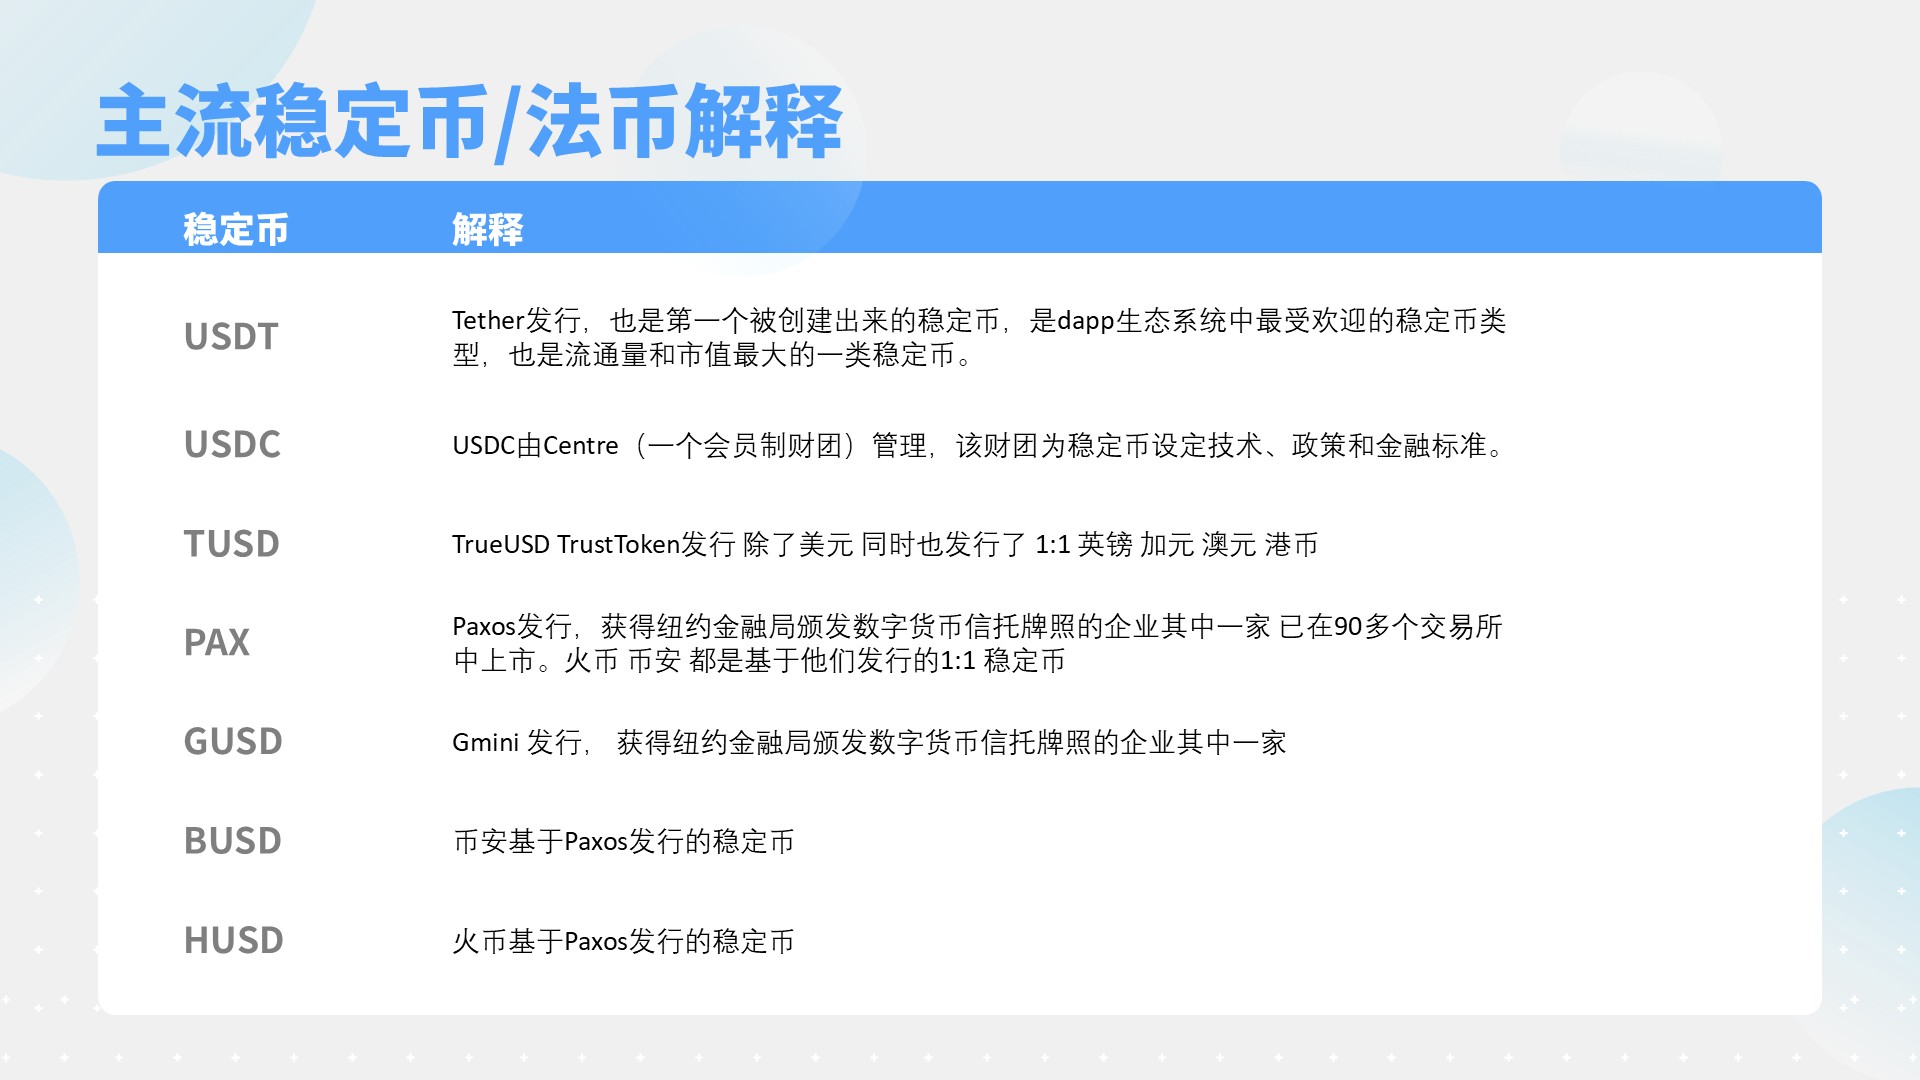 主流稳定币/法币解释
稳定币 解释
USDT
Tether发行，也是第一个被创建出来的稳定币，是dapp生态系统中最受欢迎的稳定币类
型，也是流通量和市值最大的一类稳定币。
USDC
USDC由Centre（一个会员制财团）管理，该财团为稳定币设定技术、政策和金融标准。
TUSD
TrueUSD TrustToken发行 除了美元 同时也发行了 1:1 英镑 加元 澳元 港币
PAX
Paxos发行，获得纽约金融局颁发数字货币信托牌照的企业其中一家 已在90多个交易所
中上市。火币 币安 都是基于他们发行的1:1 稳定币
GUSD
Gmini 发行， 获得纽约金融局颁发数字货币信托牌照的企业其中一家
BUSD
币安基于Paxos发行的稳定币
HUSD
火币基于Paxos发行的稳定币